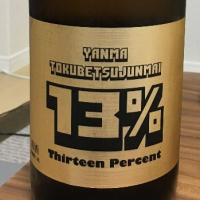 YANMA
TOKUBETSUJUNMAI
13%
Thirteen Percent